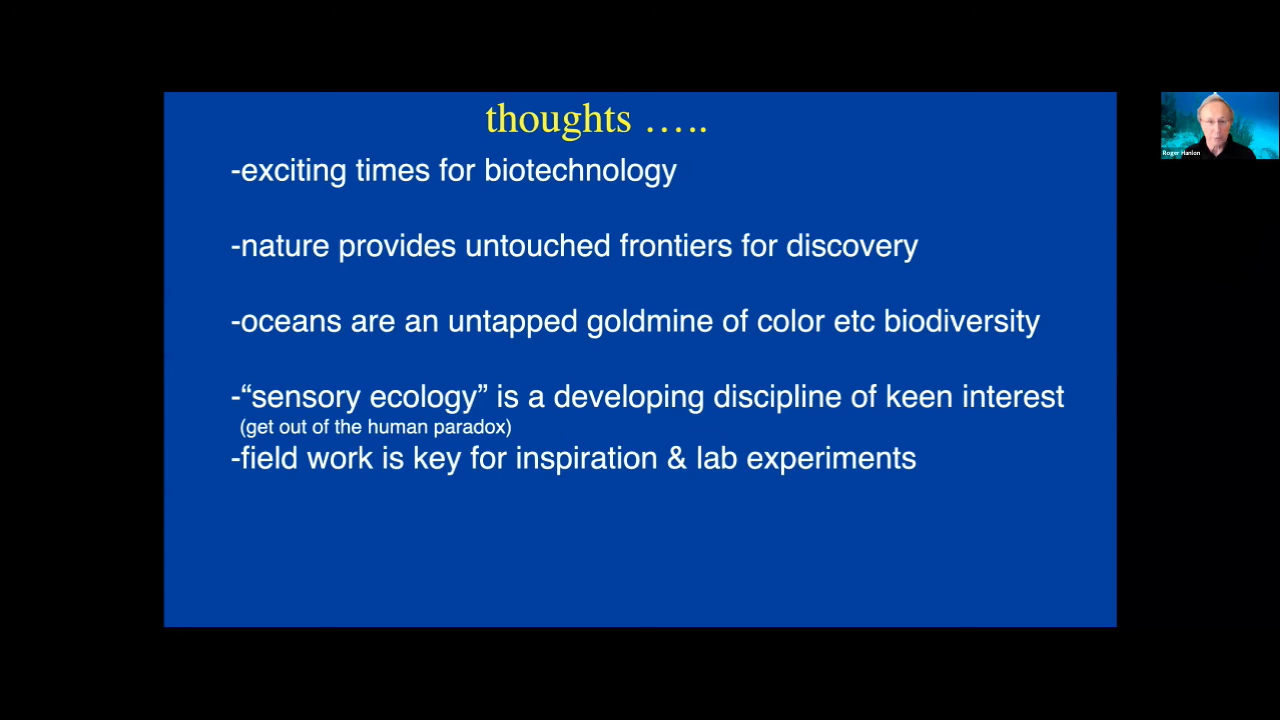 thoughts …..
-exciting times for biotechnology
Roger Hanlon
-nature provides untouched frontiers for discovery
-oceans are an untapped goldmine of color etc biodiversity
-“sensory ecology” is a developing discipline of keen interest
(get out of the human paradox)
-field work is key for inspiration & lab experiments